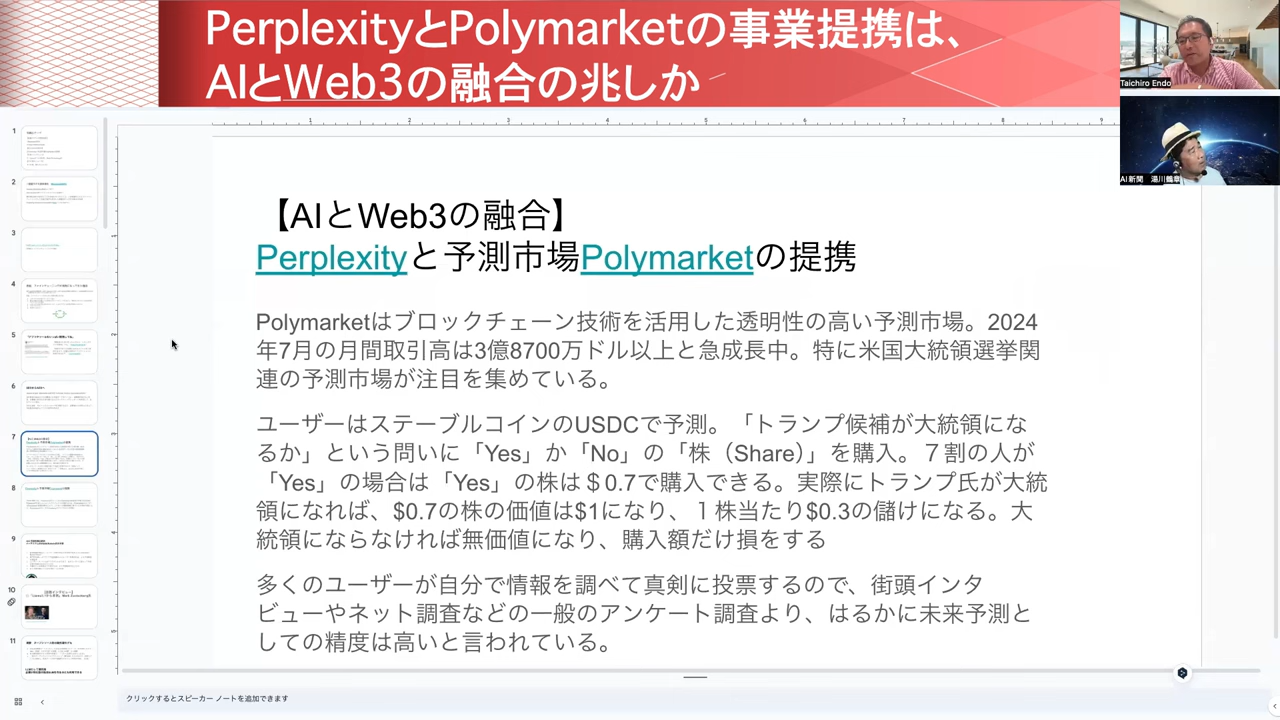 PerplexityとPolymarketの事業提携は、
AIとWeb3の融合の兆しか
Taichiro Endo
AI新聞 湯川鶴章
【AIとWeb3の融合】
Perplexityと予測市場Polymarketの提携
Polymarketはブロックチェーン技術を活用した透明性の高い予測市場。2024
年7月の月間取引高は3億8700万ドル以上と急成長中。特に米国大統領選挙関
連の予測市場が注目を集めている。
ユーザーはステーブルコインのUSDCで予測。「トランプ候補が大統領にな
るか」という問いに「Yes」か「No」の「株（Share）」を購入。７割の人が
「Yes」の場合は「YES」の株は＄0.7で購入できる。実際にトランプ氏が大統
領になれば、$0.7の株の価値は$1になり、１株当たり$0.3の儲けになる。大
統領にならなければ無価値になり、購入額だけ損をする
多くのユーザーが自分で情報を調べて真剣に投票するので、街頭インタ
ビューやネット調査などの一般のアンケート調査より、はるかに未来予測と
しての精度は高いと言われている。
1
2
3
4
5
6
7
8
9
10
11
1
2
3
4
5
6
7
8
9
クリックするとスピーカー ノートを追加できます